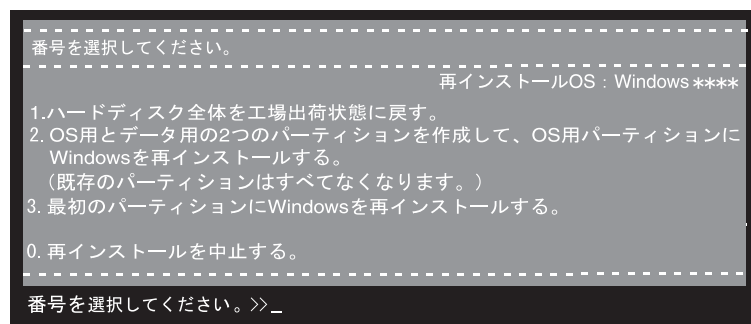 番号を選択してください。
再インストールOS：Windows****
1.ハードディスク全体を工場出荷状態に戻す。
2. OS用とデータ用の2つのパーティションを作成して、OS用パーティションに
Windowsを再インストールする。
（既存のパーティションはすべてなくなります。）
3. 最初のパーティションにWindowsを再インストールする。
0. 再インストールを中止する。
番号を選択してください。>>_